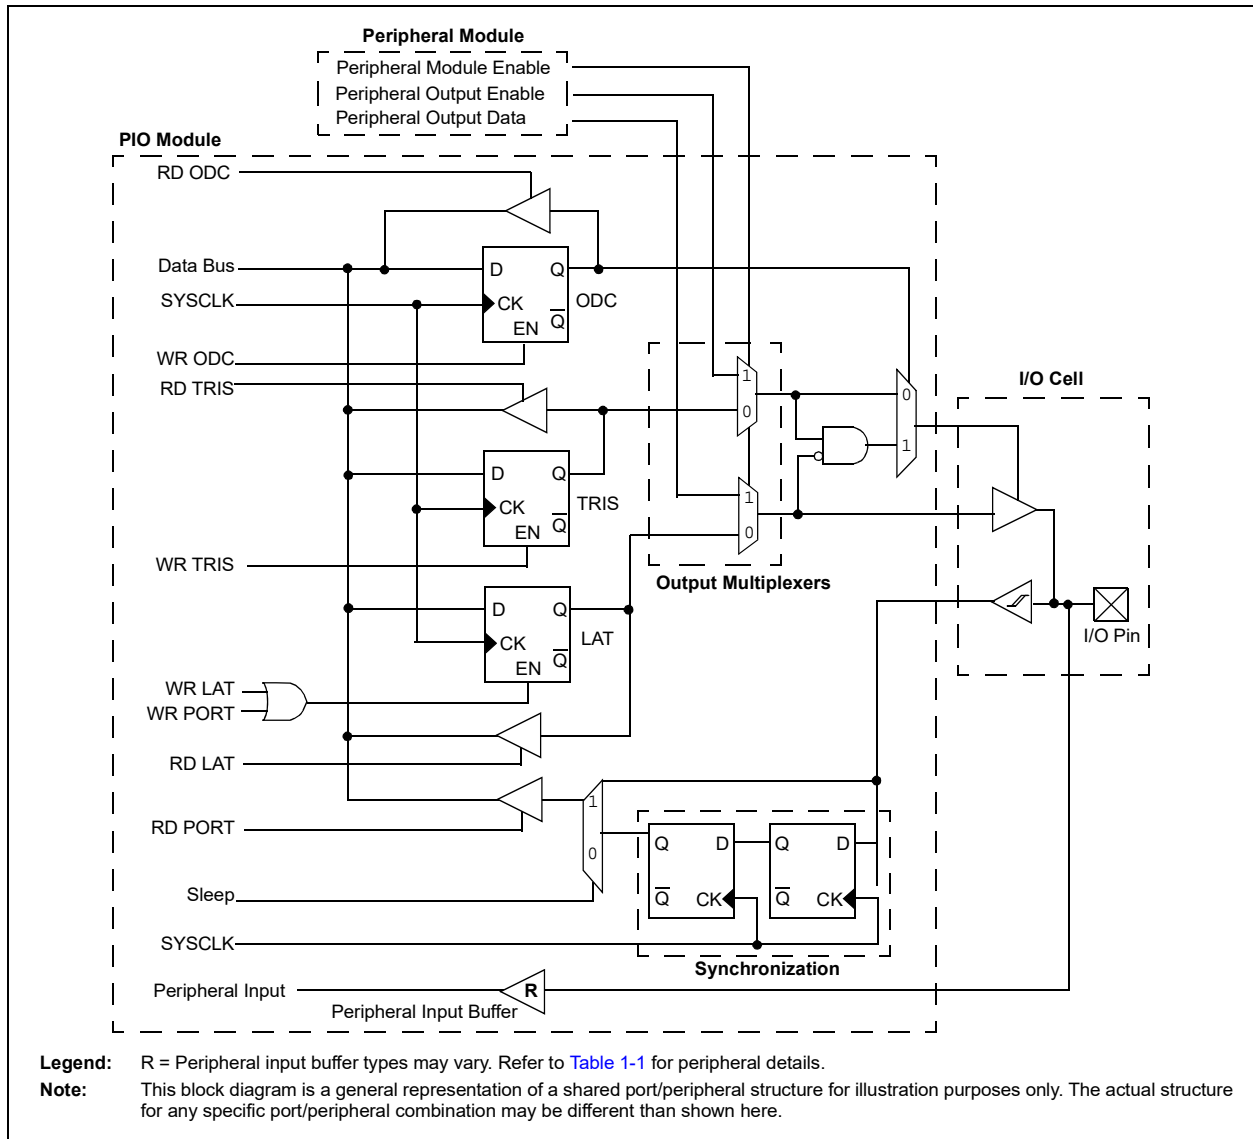 Peripheral Module
Peripheral Module Enable
Peripheral Output Enable
Peripheral Output Data
PIO Module
RD ODC
Data Bus
D Q
SYSCLK
CK
ODC
EN Q
WR ODC
RD TRIS
1
0
0
1
I/O Cell
D Q
CK
TRIS
EN Q
WR TRIS
1
0
Output Multiplexers
D Q
CK
LAT
EN Q
I/O Pin
WR LAT
WR PORT
RD LAT
RD PORT
1
0
Q D
Q D
Q CK
Q CK
Sleep
SYSCLK
Synchronization
Peripheral Input
R
Peripheral Input Buffer
Legend: R = Peripheral input buffer types may vary. Refer to Table 1-1 for peripheral details.
Note: This block diagram is a general representation of a shared port/peripheral structure for illustration purposes only. The actual structure
for any specific port/peripheral combination may be different than shown here.